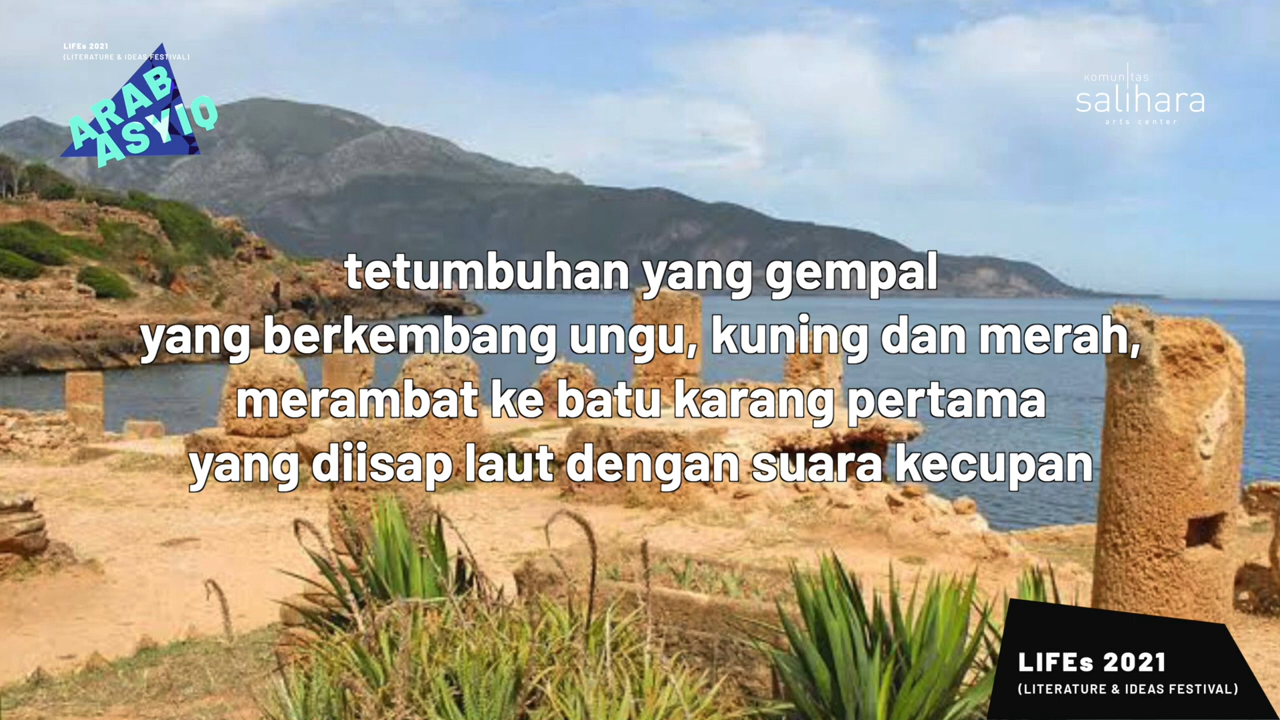 LIFEs 2021
(LITERATURE & IDEAS FESTIVAL)
ARAB
ASYIQ
komunitas
salihara
arts center
tetumbuhan yang gempal
yang berkembang ungu, kuning dan merah,
merambat ke batu karang pertama
yang diisap laut dengan suara kecupan
LIFEs 2021
(LITERATURE & IDEAS FESTIVAL)